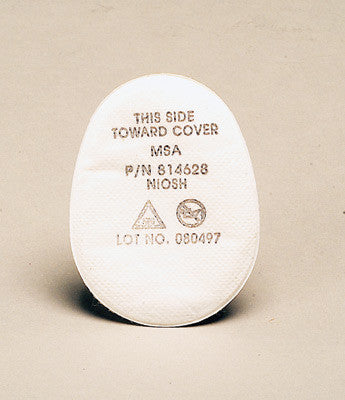 THIS SIDE
TOWARD COVER
MSA
P/N 814628
NIOSH
LOT NO. 080497